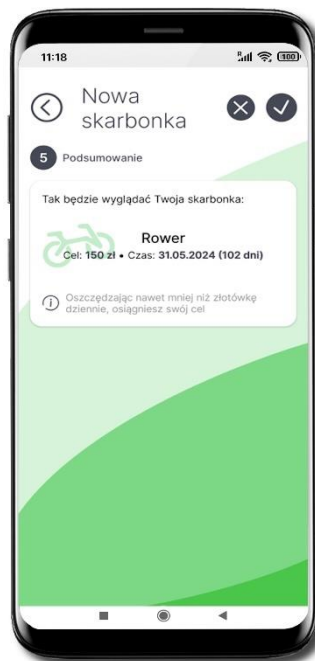 11:18
100
Nowa
skarbonka
5 Podsumowanie
Tak będzie wyglądać Twoja skarbonka:
Rower
Cel: 150 zł • Czas: 31.05.2024 (102 dni)
Oszczędzając nawet mniej niż złotówkę
dziennie, osiągniesz swój cel